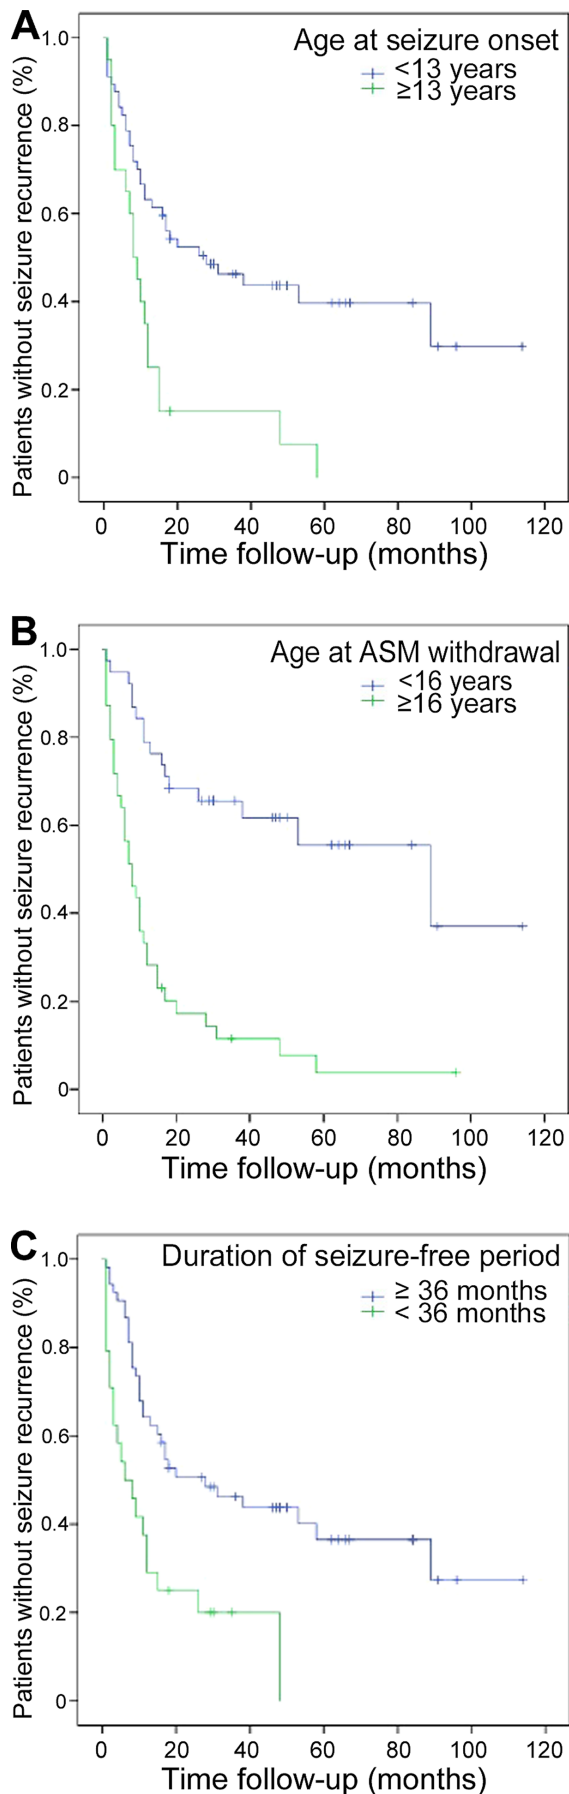 A
Age at seizure onset
<13 years
≥13 years
Patients without seizure recurrence (%)
1.0
0.8
0.6
0.4
0.2
0
0 20 40 60 80 100 120
Time follow-up (months)
B
Age at ASM withdrawal
<16 years
≥16 years
Patients without seizure recurrence (%)
1.0
0.8
0.6
0.4
0.2
0
0 20 40 60 80 100 120
Time follow-up (months)
C
Duration of seizure-free period
≥ 36 months
< 36 months
Patients without seizure recurrence (%)
1.0
0.8
0.6
0.4
0.2
0
0 20 40 60 80 100 120
Time follow-up (months)